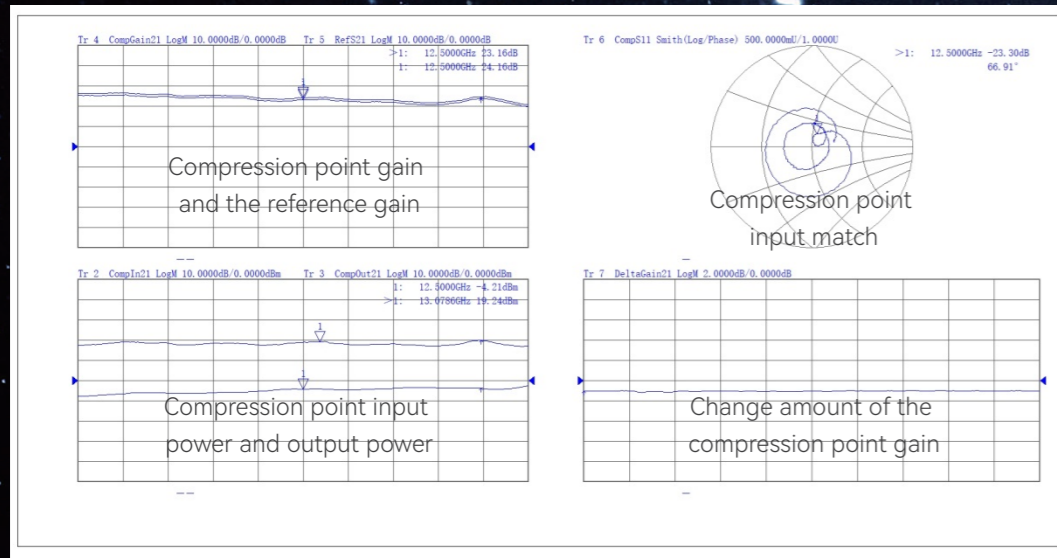 Tr 4 CompGain21 LogM 10.0000dB/0.0000dB Tr 5 RefS21 LogM 10.0000dB/0.0000dB
>1: 12.5000GHz 23.16dB
1: 12.5000GHz 24.16dB
1
Compression point gain
and the reference gain
Tr 6 CompS11 Smith(Log/Phase) 500.0000mU/1.0000U
>1: 12.5000GHz -23.30dB
66.91°
Compression point
input match
Tr 2 CompIn21 LogM 10.0000dB/0.0000dBm Tr 3 CompOut21 LogM 10.0000dB/0.0000dBm
1: 12.5000GHz -4.21dBm
>1: 13.0786GHz 19.24dBm
1
1
Compression point input
power and output power
Tr 7 DeltaGain21 LogM 2.0000dB/0.0000dB
Change amount of the
compression point gain